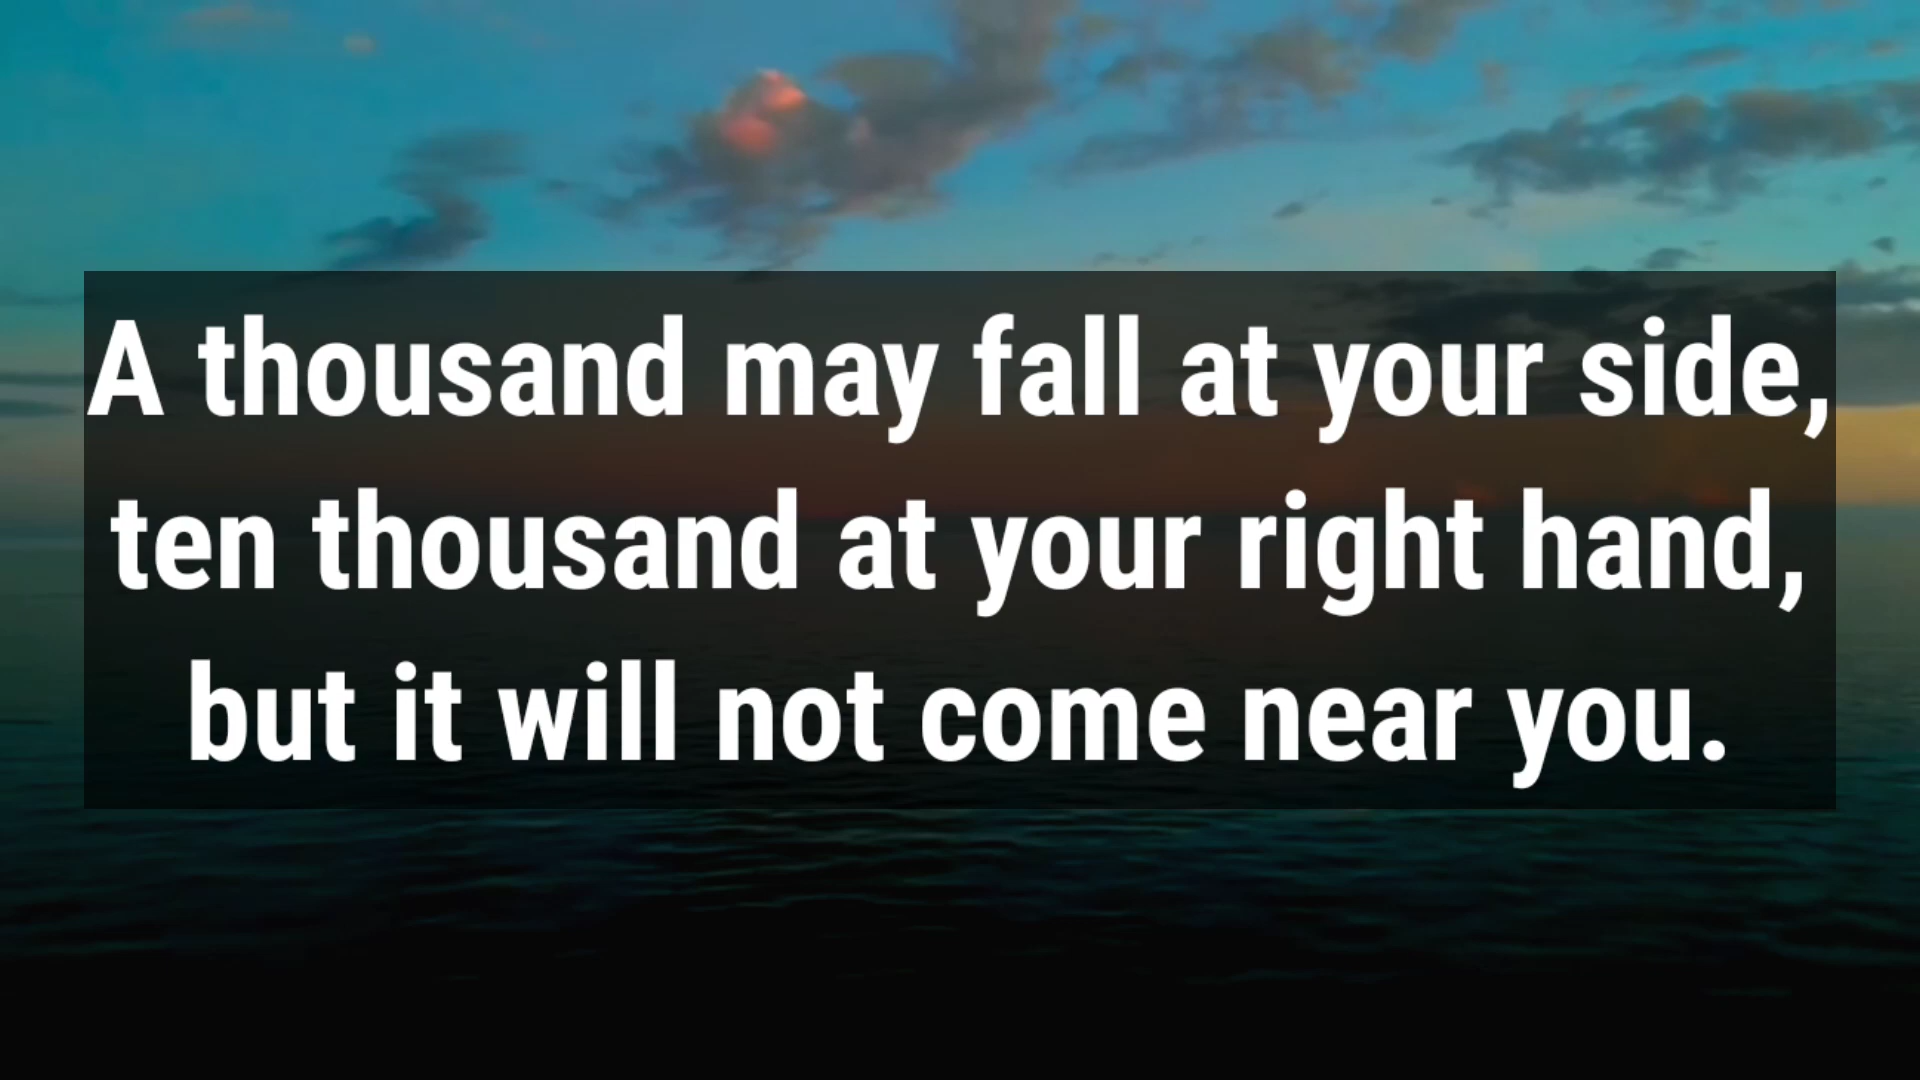 A thousand may fall at your side,
ten thousand at your right hand,
but it will not come near you.